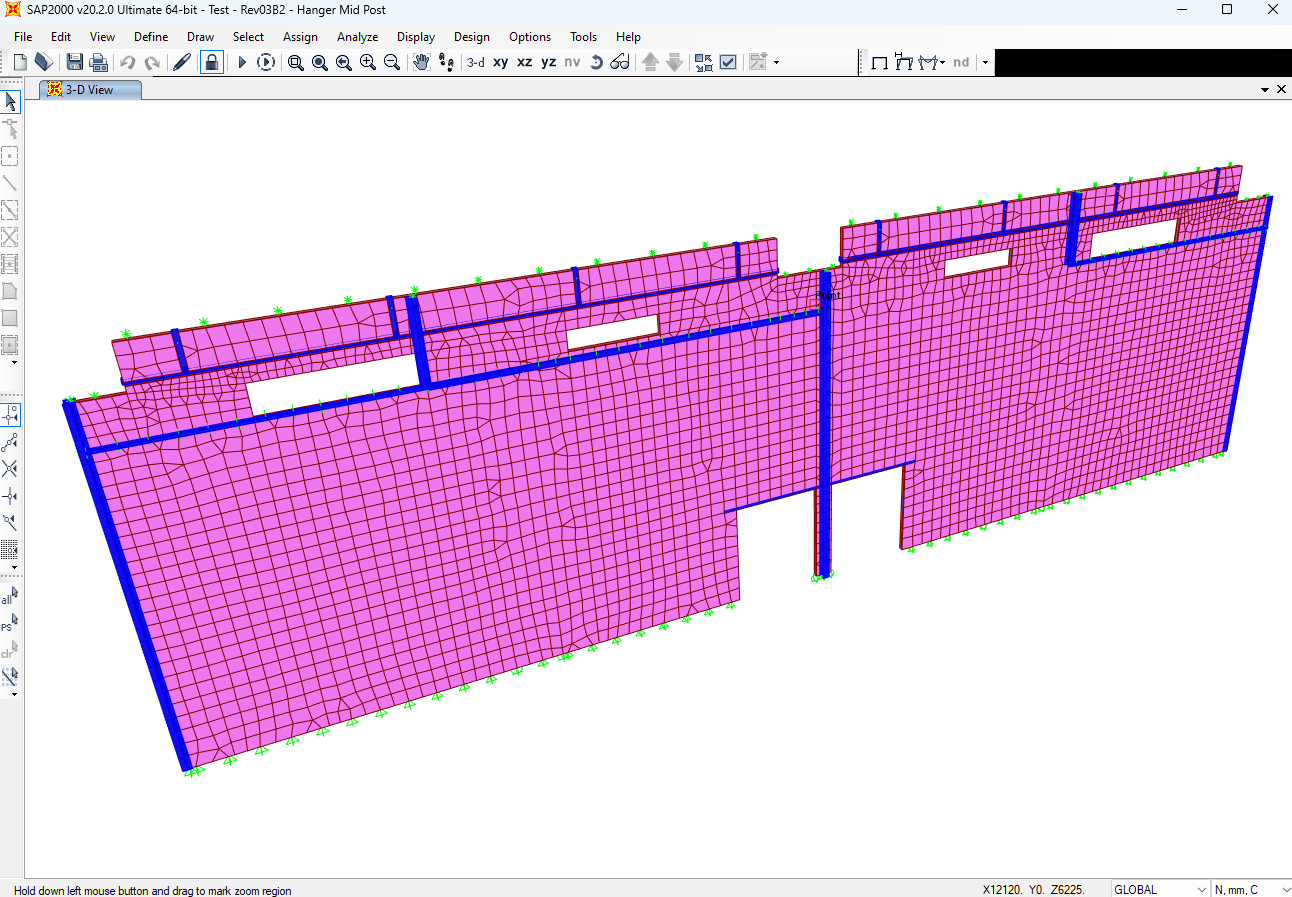 SAP2000 v20.2.0 Ultimate 64-bit - Test - Rev03B2 - Hanger Mid Post
File Edit View Define Draw Select Assign Analyze Display Design Options Tools Help
3-d xy xz yz nv nd
3-D View
Point
all
PS
clr
Hold down left mouse button and drag to mark zoom region X12120. Y0. Z6225. GLOBAL N, mm, C